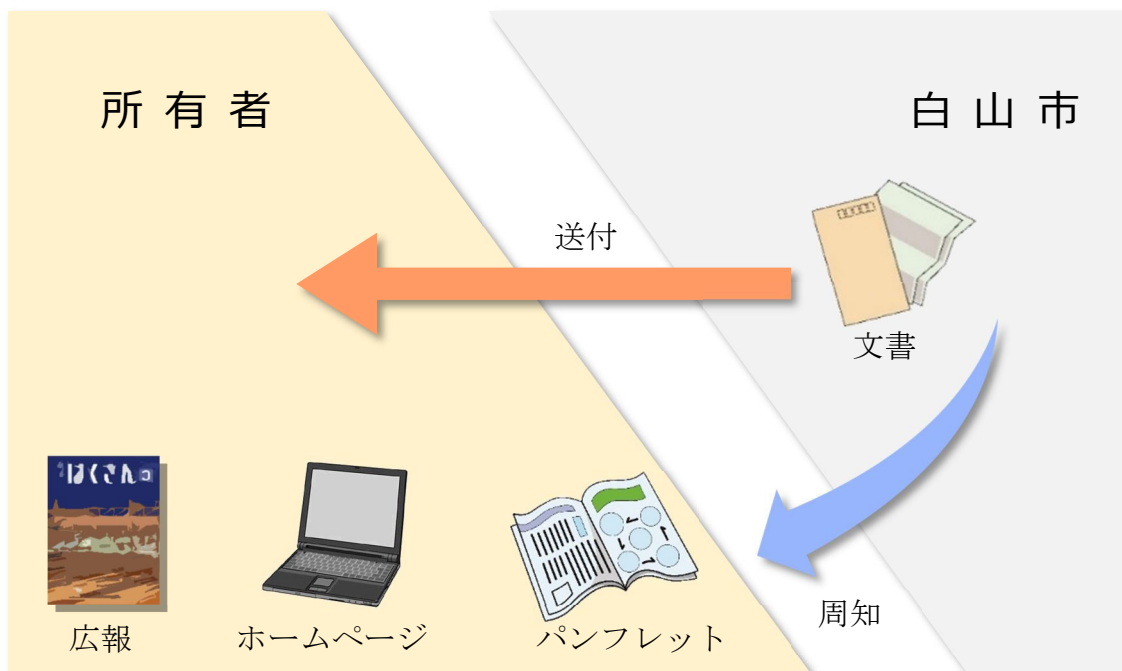 所有者
白山市
送付
文書
はくさん
周知
広報
ホームページ
パンフレット